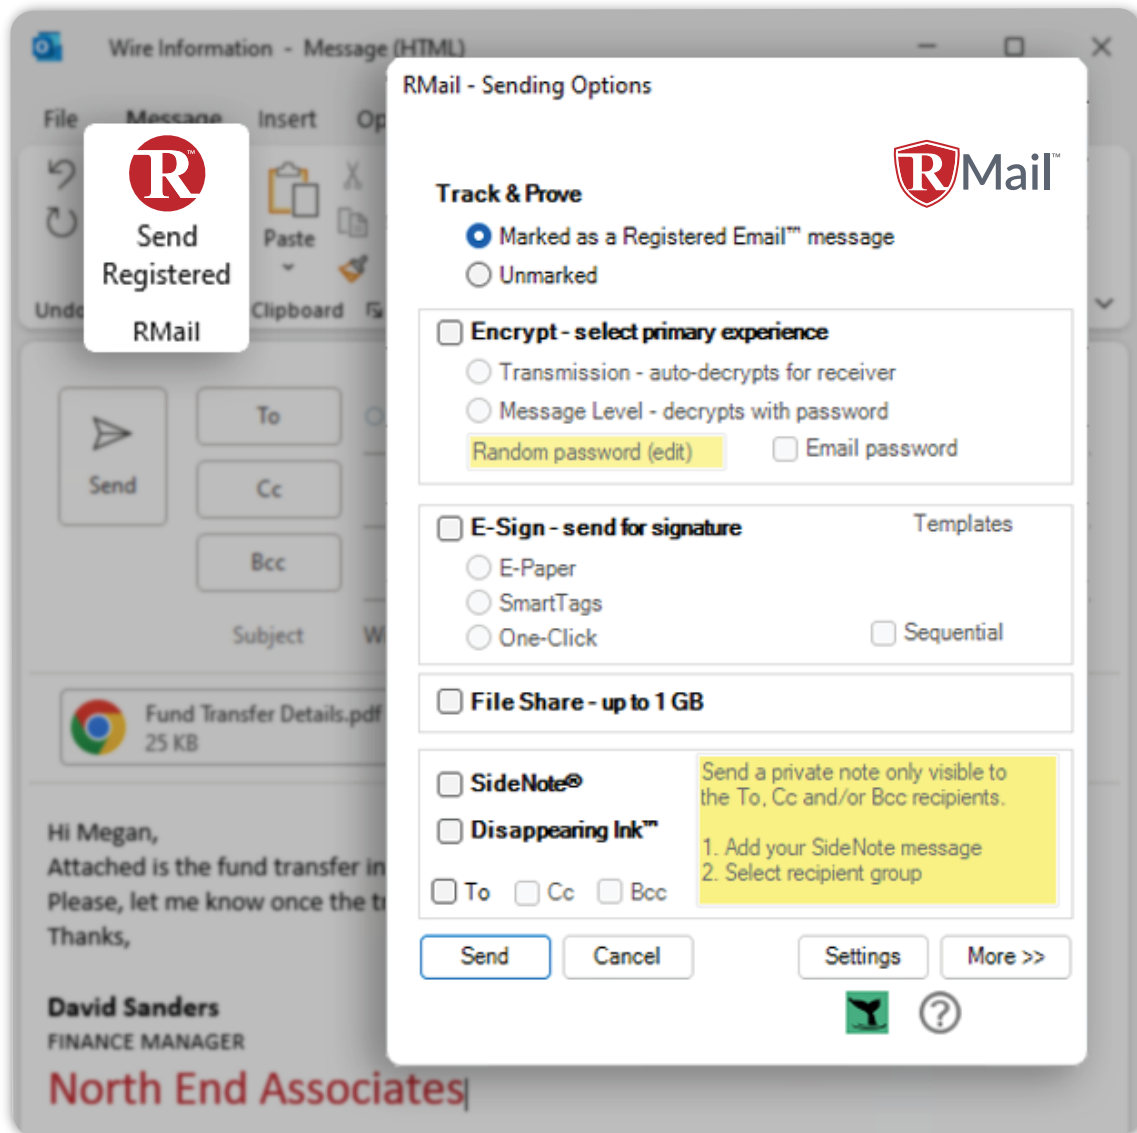 Wire Information - Message (HTML)
File Message Insert Op
R™
Send
Registered
RMail
Undo
Paste
Clipboard
Send
To
Cc
Bcc
Subject
Fund Transfer Details.pdf
25 KB
Hi Megan,
Attached is the fund transfer in
Please, let me know once the tr
Thanks,
David Sanders
FINANCE MANAGER
North End Associates
RMail - Sending Options
RMail™
Track & Prove
Marked as a Registered Email™ message
Unmarked
Encrypt - select primary experience
Transmission - auto-decrypts for receiver
Message Level - decrypts with password
Random password (edit) Email password
E-Sign - send for signature Templates
E-Paper
SmartTags
One-Click Sequential
File Share - up to 1 GB
SideNote®
Disappearing Ink™
To Cc Bcc
Send a private note only visible to
the To, Cc and/or Bcc recipients.
1. Add your SideNote message
2. Select recipient group
Send Cancel Settings More >>
?